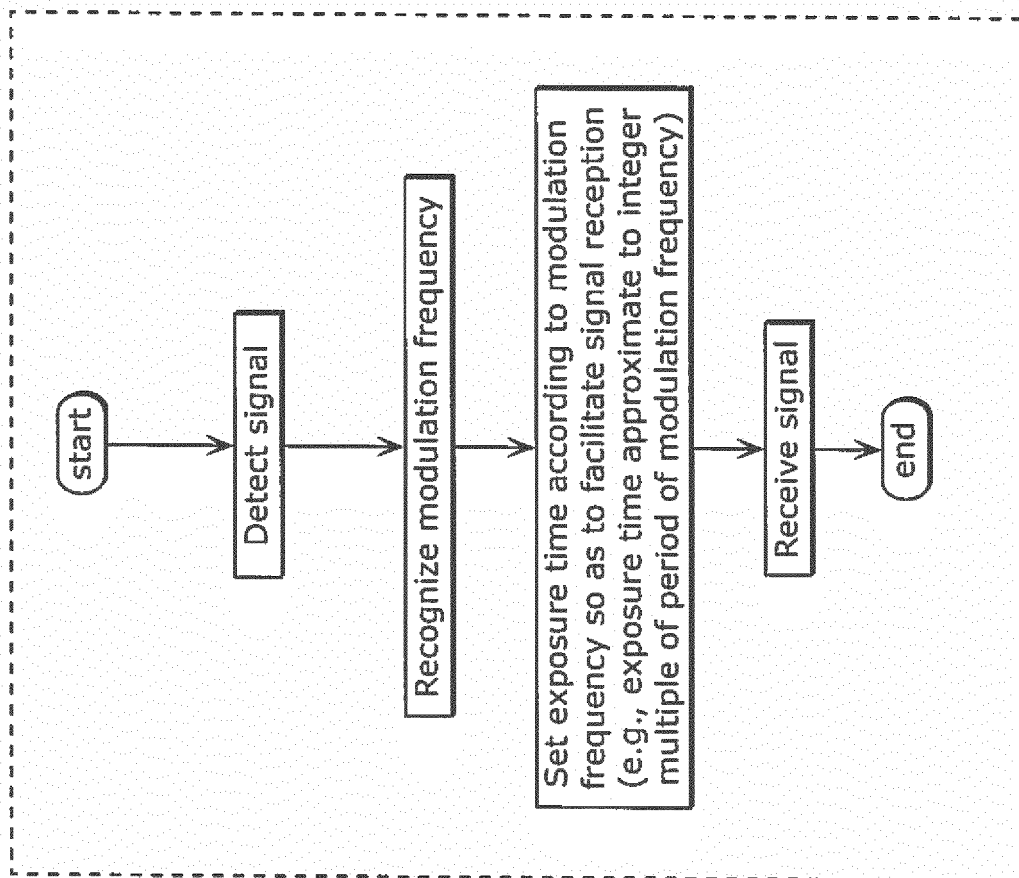 start
Detect signal
Recognize modulation frequency
Set exposure time according to modulation
frequency so as to facilitate signal reception
(e.g., exposure time approximate to integer
multiple of period of modulation frequency)
Receive signal
end